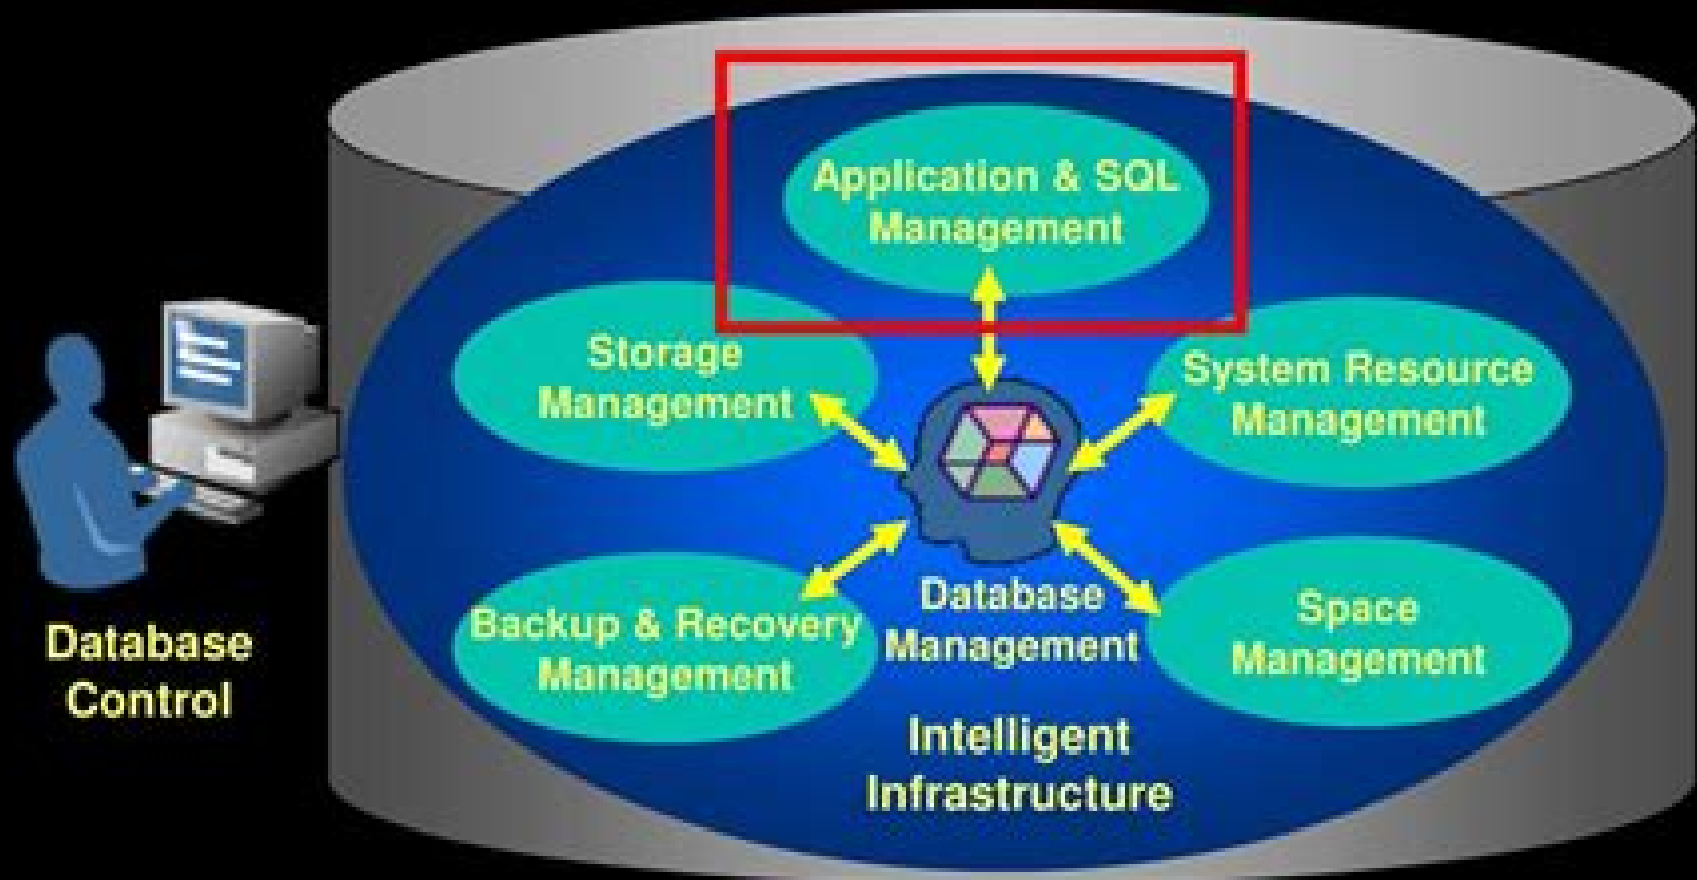 Application & SQL
Management
Storage
Management
System Resource
Management
Database
Management
Backup & Recovery
Management
Space
Management
Intelligent
Infrastructure
Database
Control